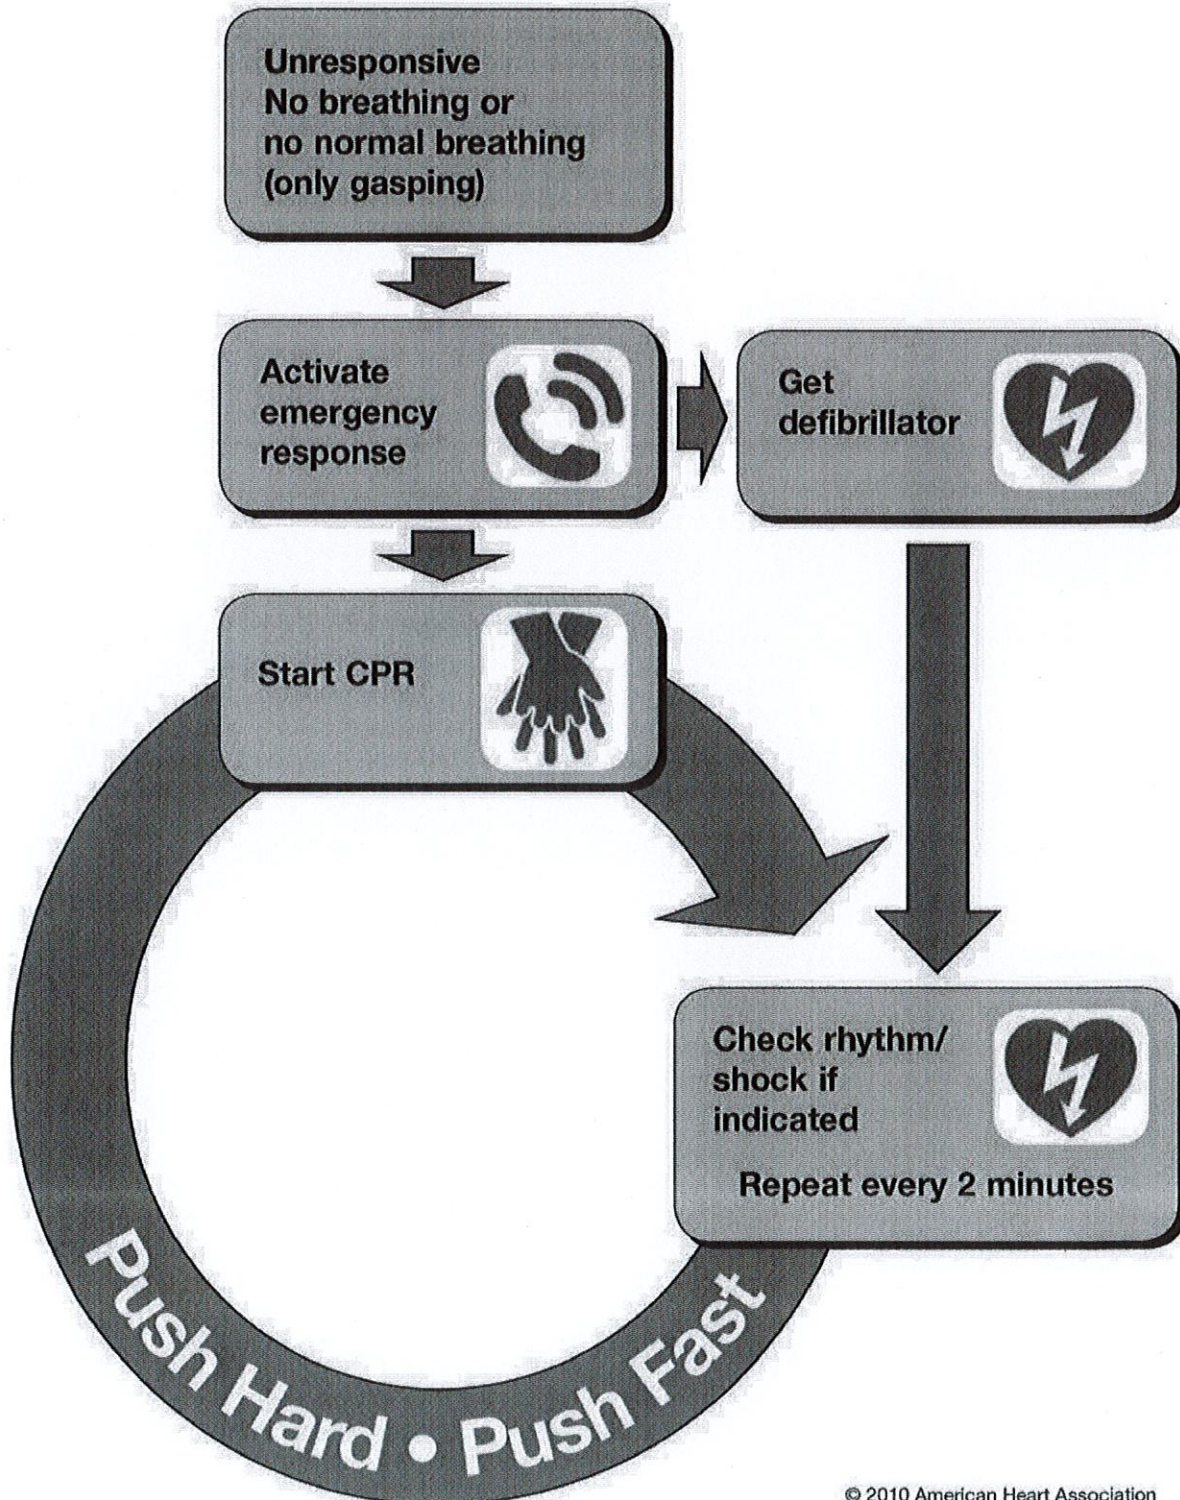 Unresponsive
No breathing or
no normal breathing
(only gasping)
Activate
emergency
response
Get
defibrillator
Start CPR
Check rhythm/
shock if
indicated
Repeat every 2 minutes
Push Hard • Push Fast
© 2010 American Heart Association